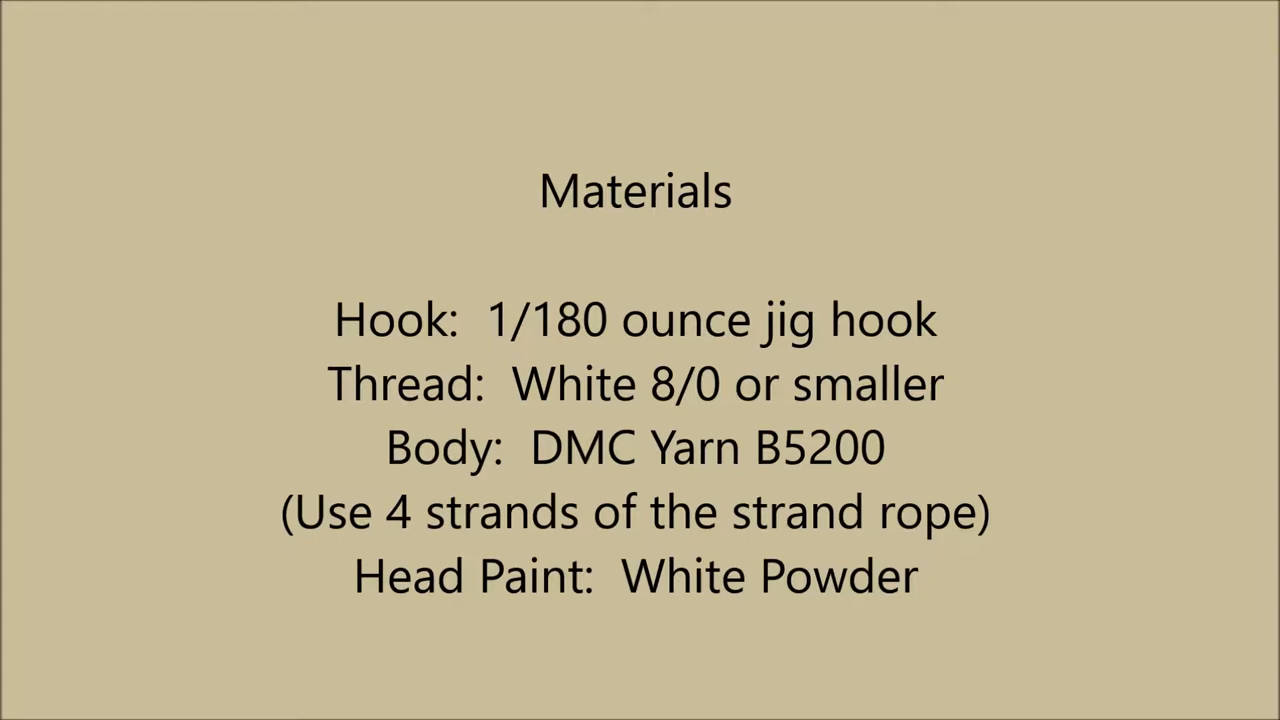 Materials
Hook:  1/180 ounce jig hook
Thread:  White 8/0 or smaller
Body:  DMC Yarn B5200
(Use 4 strands of the strand rope)
Head Paint:  White Powder